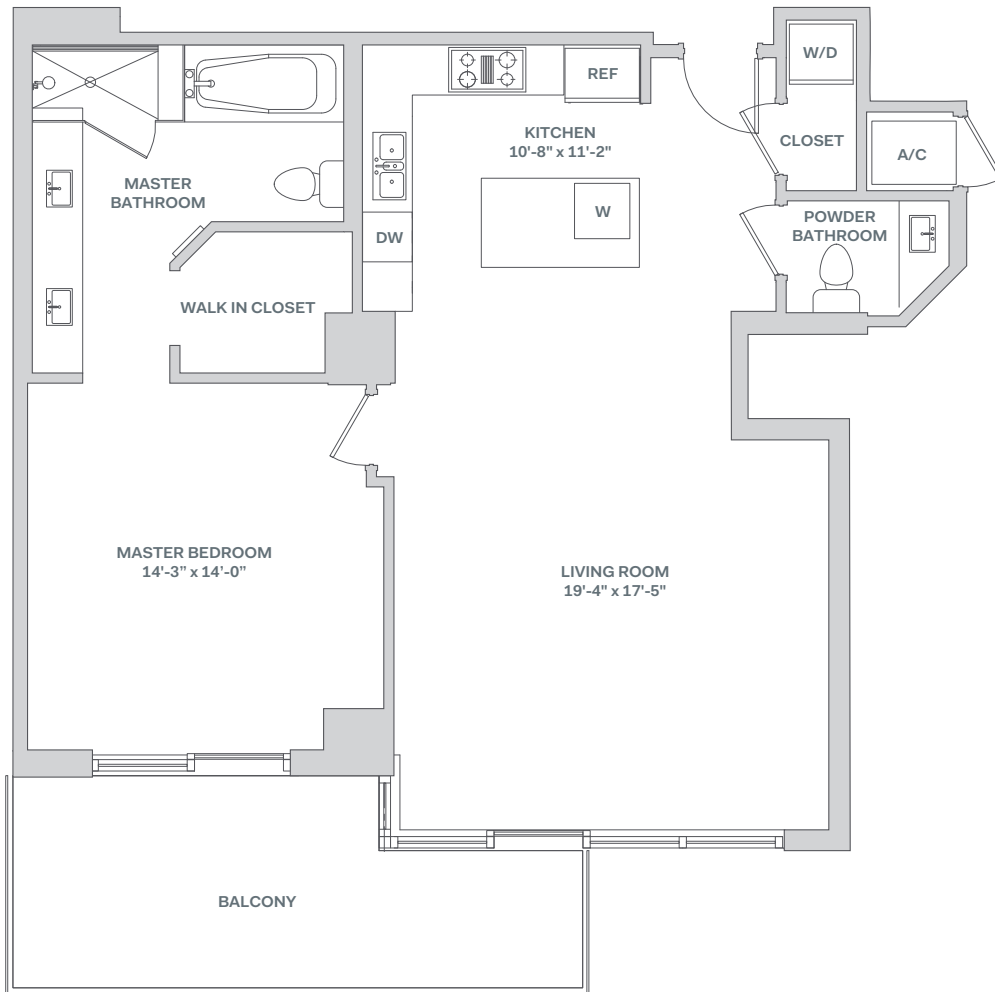 W/D
REF
KITCHEN
10'-8" x 11'-2"
CLOSET
A/C
MASTER
BATHROOM
W
POWDER
BATHROOM
DW
WALK IN CLOSET
MASTER BEDROOM
14'-3” x 14’-0”
LIVING ROOM
19'-4" x 17'-5"
BALCONY